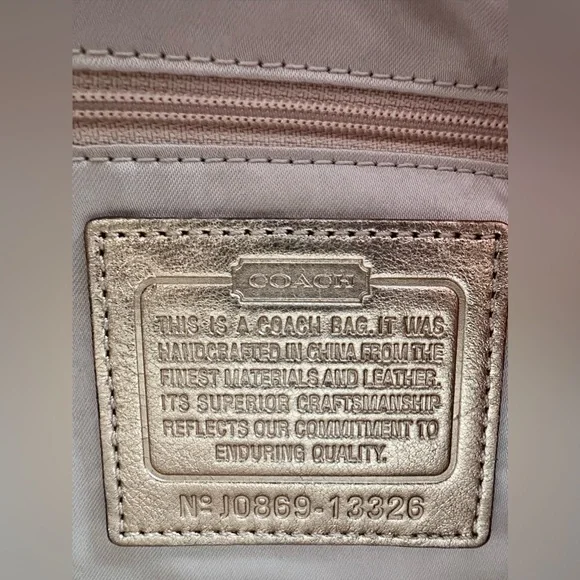 COACH
THIS IS A COACH BAG. IT WAS
HANDCRAFTED IN CHINA FROM THE
FINEST MATERIALS AND LEATHER.
ITS SUPERIOR CRAFTSMANSHIP
REFLECTS OUR COMMITMENT TO
ENDURING QUALITY.
Nº J0869-13326